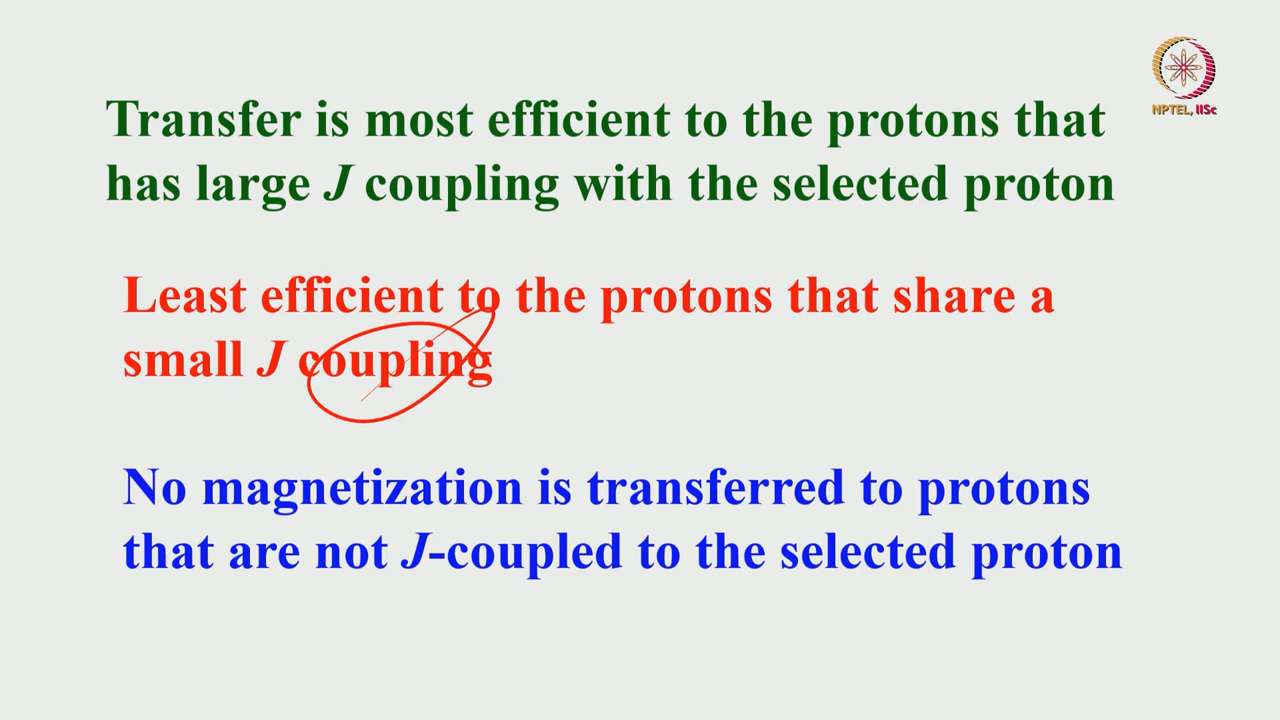 NPTEL, IISc
Transfer is most efficient to the protons that
has large J coupling with the selected proton
Least efficient to the protons that share a
small J coupling
No magnetization is transferred to protons
that are not J-coupled to the selected proton